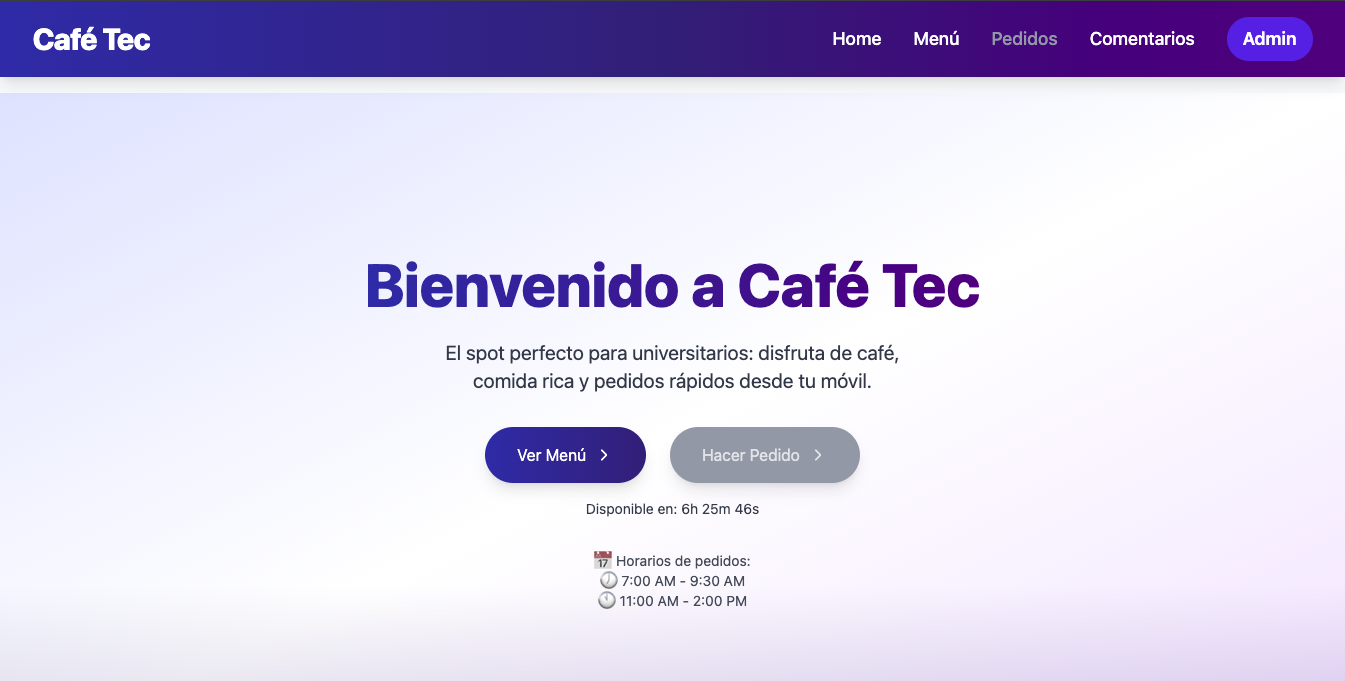 Café Tec
Home
Menú
Pedidos
Comentarios
Admin
Bienvenido a Café Tec
El spot perfecto para universitarios: disfruta de café,
comida rica y pedidos rápidos desde tu móvil.
Ver Menú
Hacer Pedido
Disponible en: 6h 25m 46s
📅 Horarios de pedidos:
🕖 7:00 AM - 9:30 AM
🕚 11:00 AM - 2:00 PM